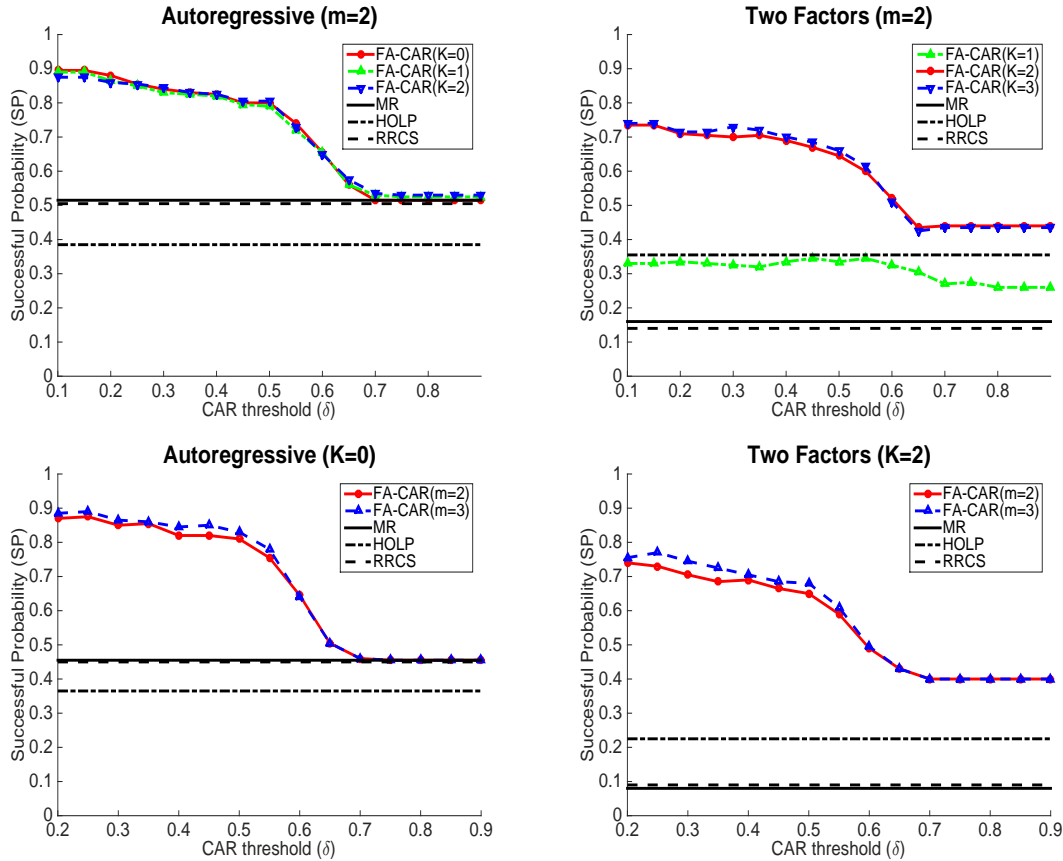 Autoregressive (m=2)
Successful Probability (SP)
1
0.9
0.8
0.7
0.6
0.5
0.4
0.3
0.2
0.1
0
0.1 0.2 0.3 0.4 0.5 0.6 0.7 0.8
CAR threshold (δ)
FA-CAR(K=0)
FA-CAR(K=1)
FA-CAR(K=2)
MR
HOLP
RRCS
Two Factors (m=2)
Successful Probability (SP)
1
0.9
0.8
0.7
0.6
0.5
0.4
0.3
0.2
0.1
0
0.1 0.2 0.3 0.4 0.5 0.6 0.7 0.8
CAR threshold (δ)
FA-CAR(K=1)
FA-CAR(K=2)
FA-CAR(K=3)
MR
HOLP
RRCS
Autoregressive (K=0)
Successful Probability (SP)
1
0.9
0.8
0.7
0.6
0.5
0.4
0.3
0.2
0.1
0
0.2 0.3 0.4 0.5 0.6 0.7 0.8 0.9
CAR threshold (δ)
FA-CAR(m=2)
FA-CAR(m=3)
MR
HOLP
RRCS
Two Factors (K=2)
Successful Probability (SP)
1
0.9
0.8
0.7
0.6
0.5
0.4
0.3
0.2
0.1
0
0.2 0.3 0.4 0.5 0.6 0.7 0.8 0.9
CAR threshold (δ)
FA-CAR(m=2)
FA-CAR(m=3)
MR
HOLP
RRCS